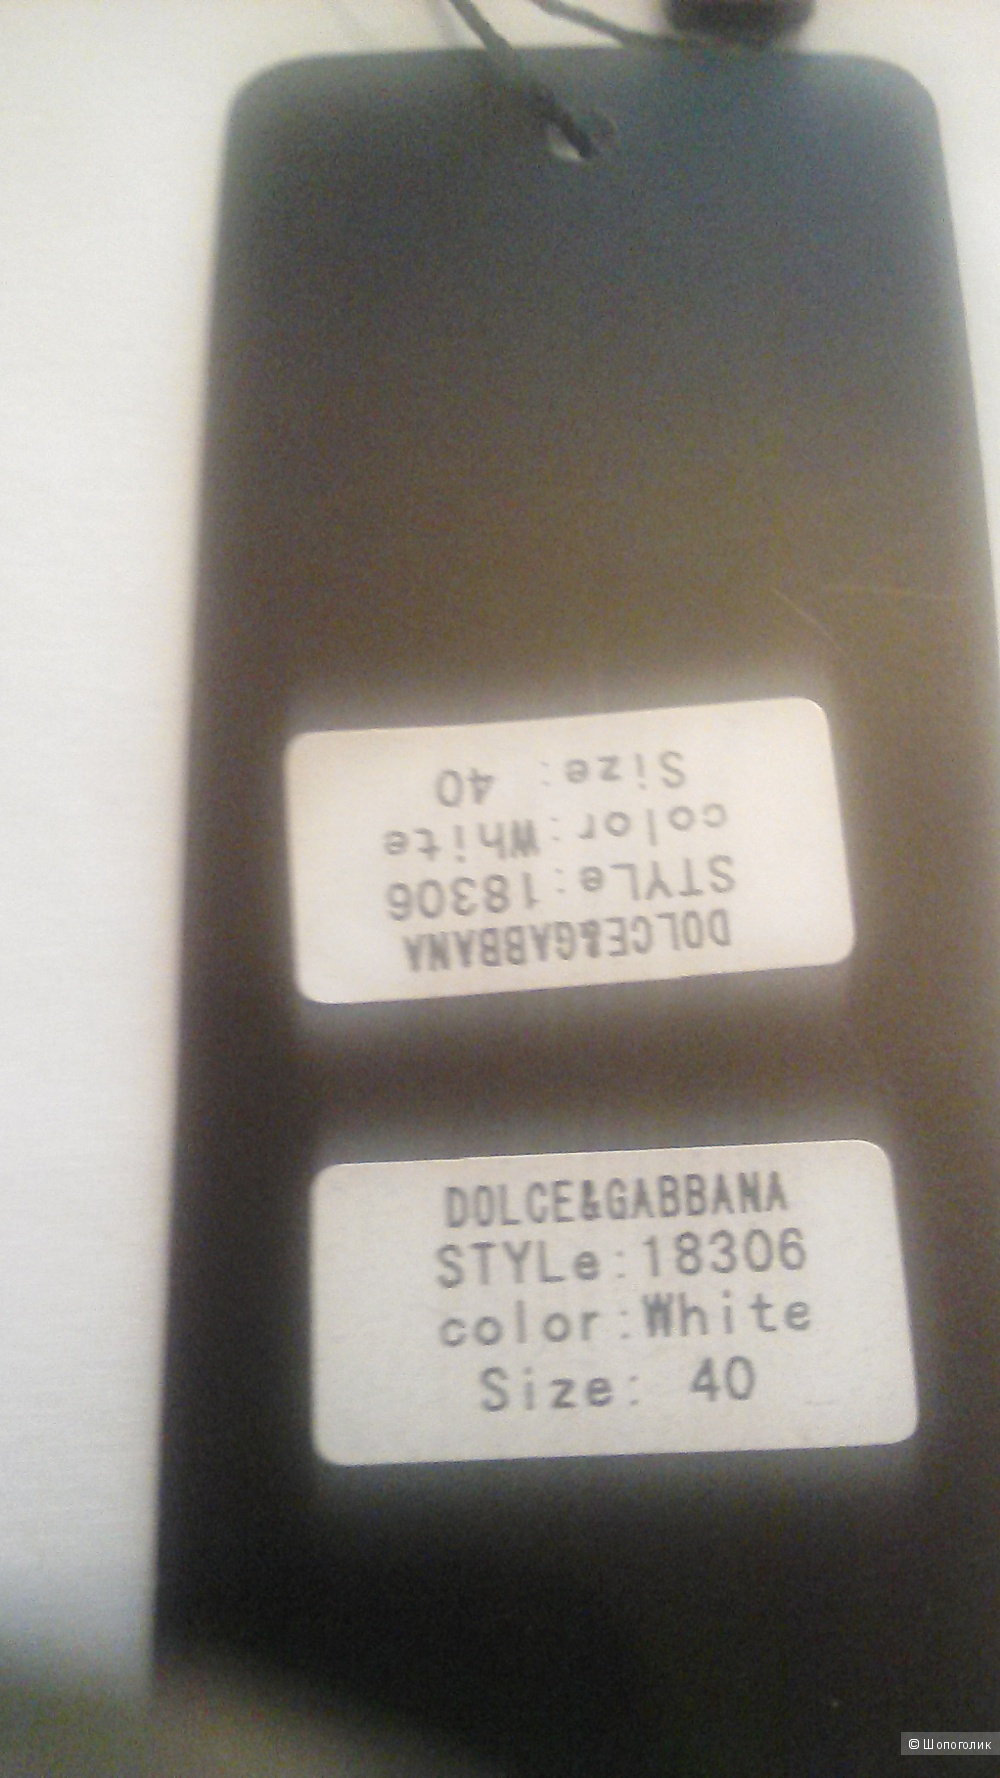 Size: 40
color:White
STYLe:18306
DOLCE&GABBANA
DOLCE&GABBANA
STYLe:18306
color:White
Size: 40
© Шопоголик